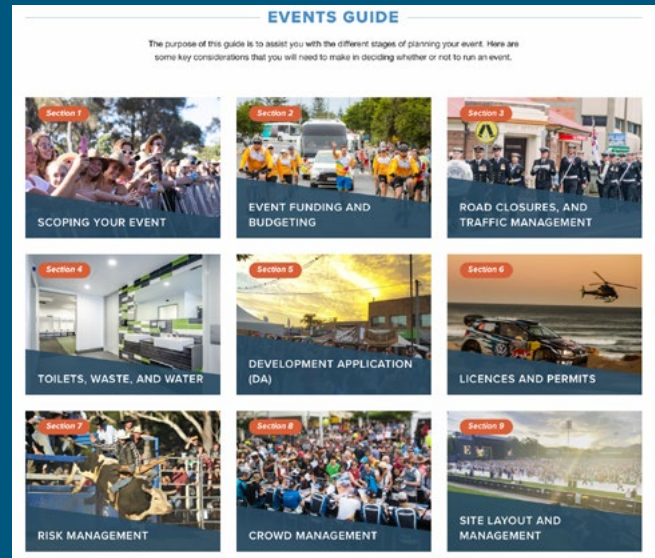 EVENTS GUIDE
The purpose of this guide is to assist you with the different stages of planning your event. Here are
some key considerations that you will need to make in deciding whether or not to run an event.
Section 1
SCOPING YOUR EVENT
Section 2
EVENT FUNDING AND
BUDGETING
Section 3
ROAD CLOSURES, AND
TRAFFIC MANAGEMENT
Section 4
TOILETS, WASTE, AND WATER
Section 5
DEVELOPMENT APPLICATION
(DA)
Section 6
LICENCES AND PERMITS
Section 7
RISK MANAGEMENT
Section 8
CROWD MANAGEMENT
Section 9
SITE LAYOUT AND
MANAGEMENT